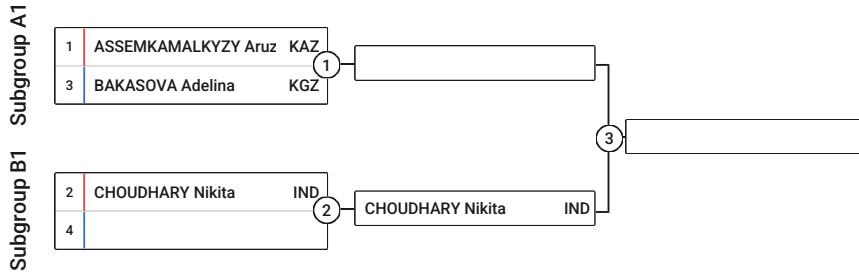 Subgroup A1
1 ASSEMKAMALKYZY Aruz KAZ
3 BAKASOVA Adelina KGZ
1
3
Subgroup B1
2 CHOUDHARY Nikita IND
4
2
CHOUDHARY Nikita IND